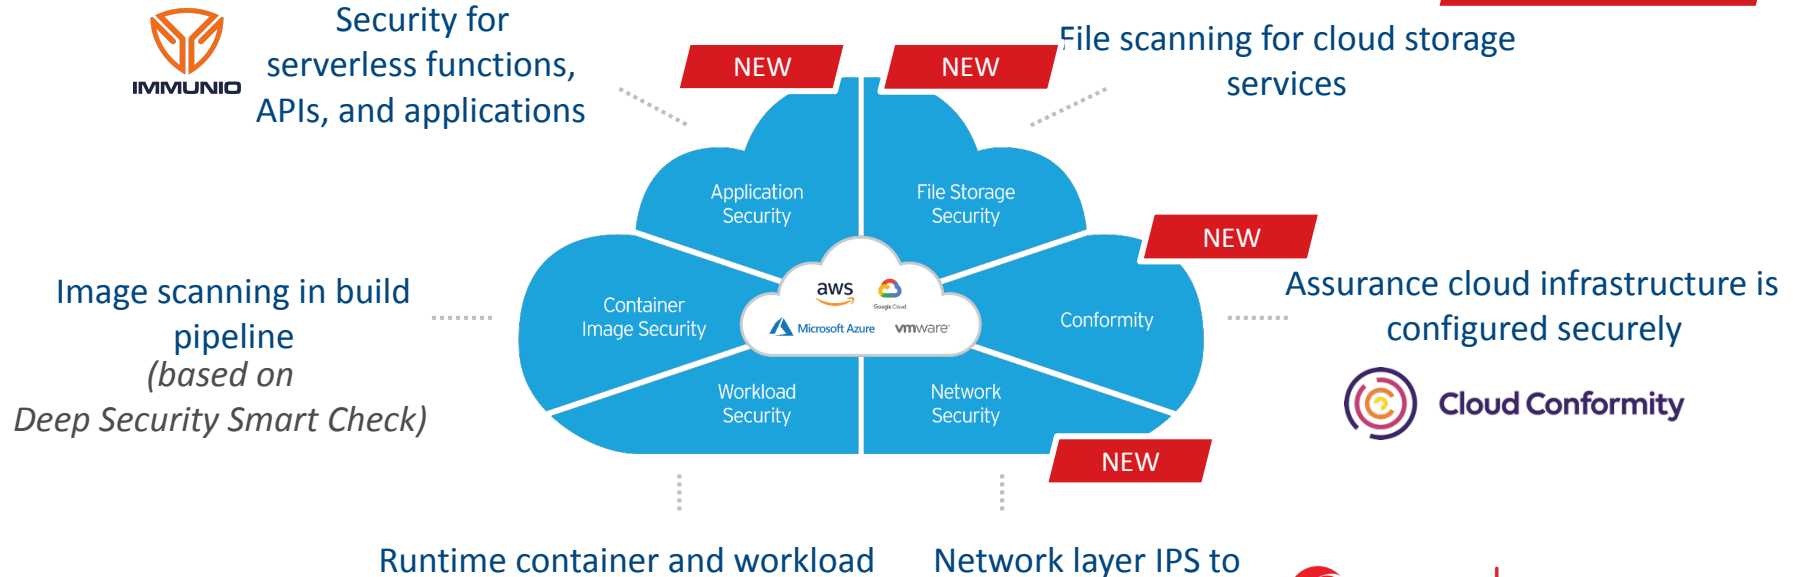 Security for
serverless functions,
APIs, and applications
IMMUNIO
NEW
NEW
File scanning for cloud storage
services
Application
Security
File Storage
Security
NEW
Image scanning in build
pipeline
(based on
Deep Security Smart Check)
Container
Image Security
aws
Google Cloud
Microsoft Azure
vmware
Conformity
Assurance cloud infrastructure is
configured securely
Cloud Conformity
Workload
Security
Network
Security
NEW
Runtime container and workload
Network layer IPS to